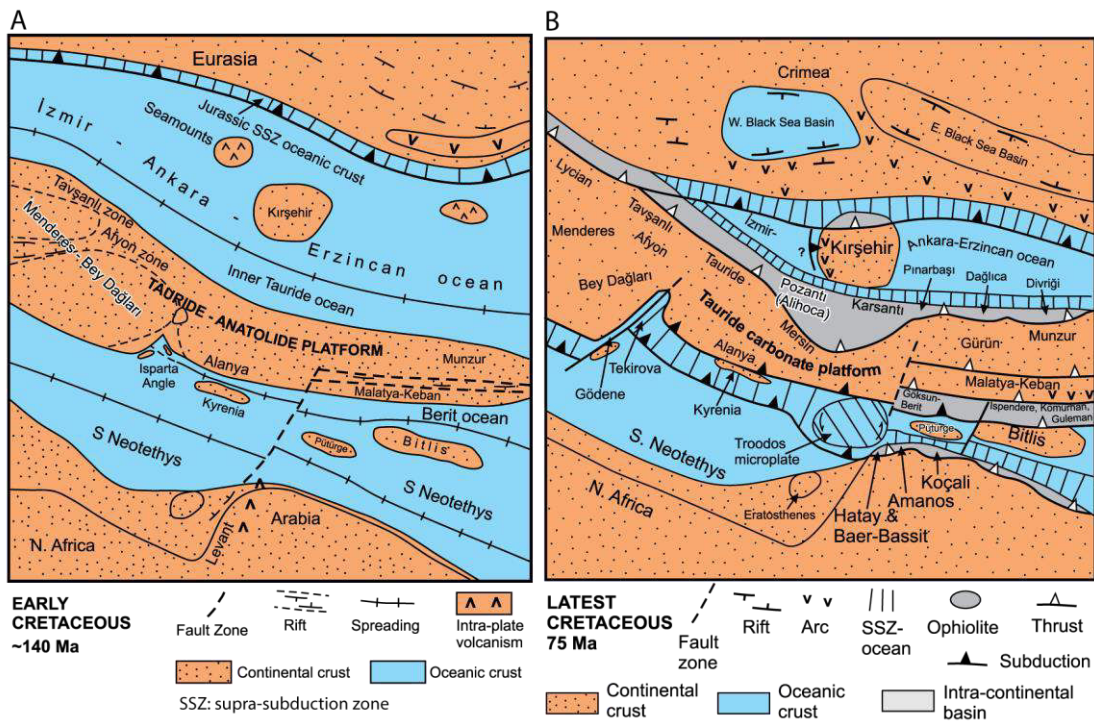 A
Eurasia
Jurassic SSZ oceanic crust
Seamounts
Izmir - Ankara - Erzincan ocean
Kırşehir
Tavşanlı zone
Afyon zone
Menderes - Bey Dağları
Inner Tauride ocean
TAURIDE - ANATOLIDE PLATFORM
Munzur
Alanya
Isparta
Angle
Malatya-Keban
Kyrenia
Berit ocean
Pütürge
Bitlis
S Neotethys
S Neotethys
Levant
Arabia
N. Africa
EARLY
CRETACEOUS
~140 Ma
Fault Zone
Rift
Spreading
Intra-plate
volcanism
Continental crust
Oceanic crust
SSZ: supra-subduction zone
B
Crimea
W. Black Sea Basin
E. Black Sea Basin
Lycian
Tavşanlı
Menderes
Afyon
Izmir-
?
Kırşehir
Ankara-Erzincan ocean
Pınarbaşı
Dağlıca
Divriği
Bey Dağları
Tauride
Pozantı
(Alihoca)
Karsantı
Mersin
Tauride carbonate platform
Munzur
Gürün
Alanya
Malatya-Keban
Tekirova
Gödene
Kyrenia
Göksun-
Berit
Ispendere, Kömürhan,
Guleman
Pütürge
Bitlis
Troodos
microplate
S. Neotethys
Koçali
Amanos
Hatay &
Baer-Bassit
Eratosthenes
N. Africa
LATEST
CRETACEOUS
75 Ma
Fault
zone
Rift
Arc
SSZ-
ocean
Ophiolite
Thrust
Subduction
Continental
crust
Oceanic
crust
Intra-continental
basin